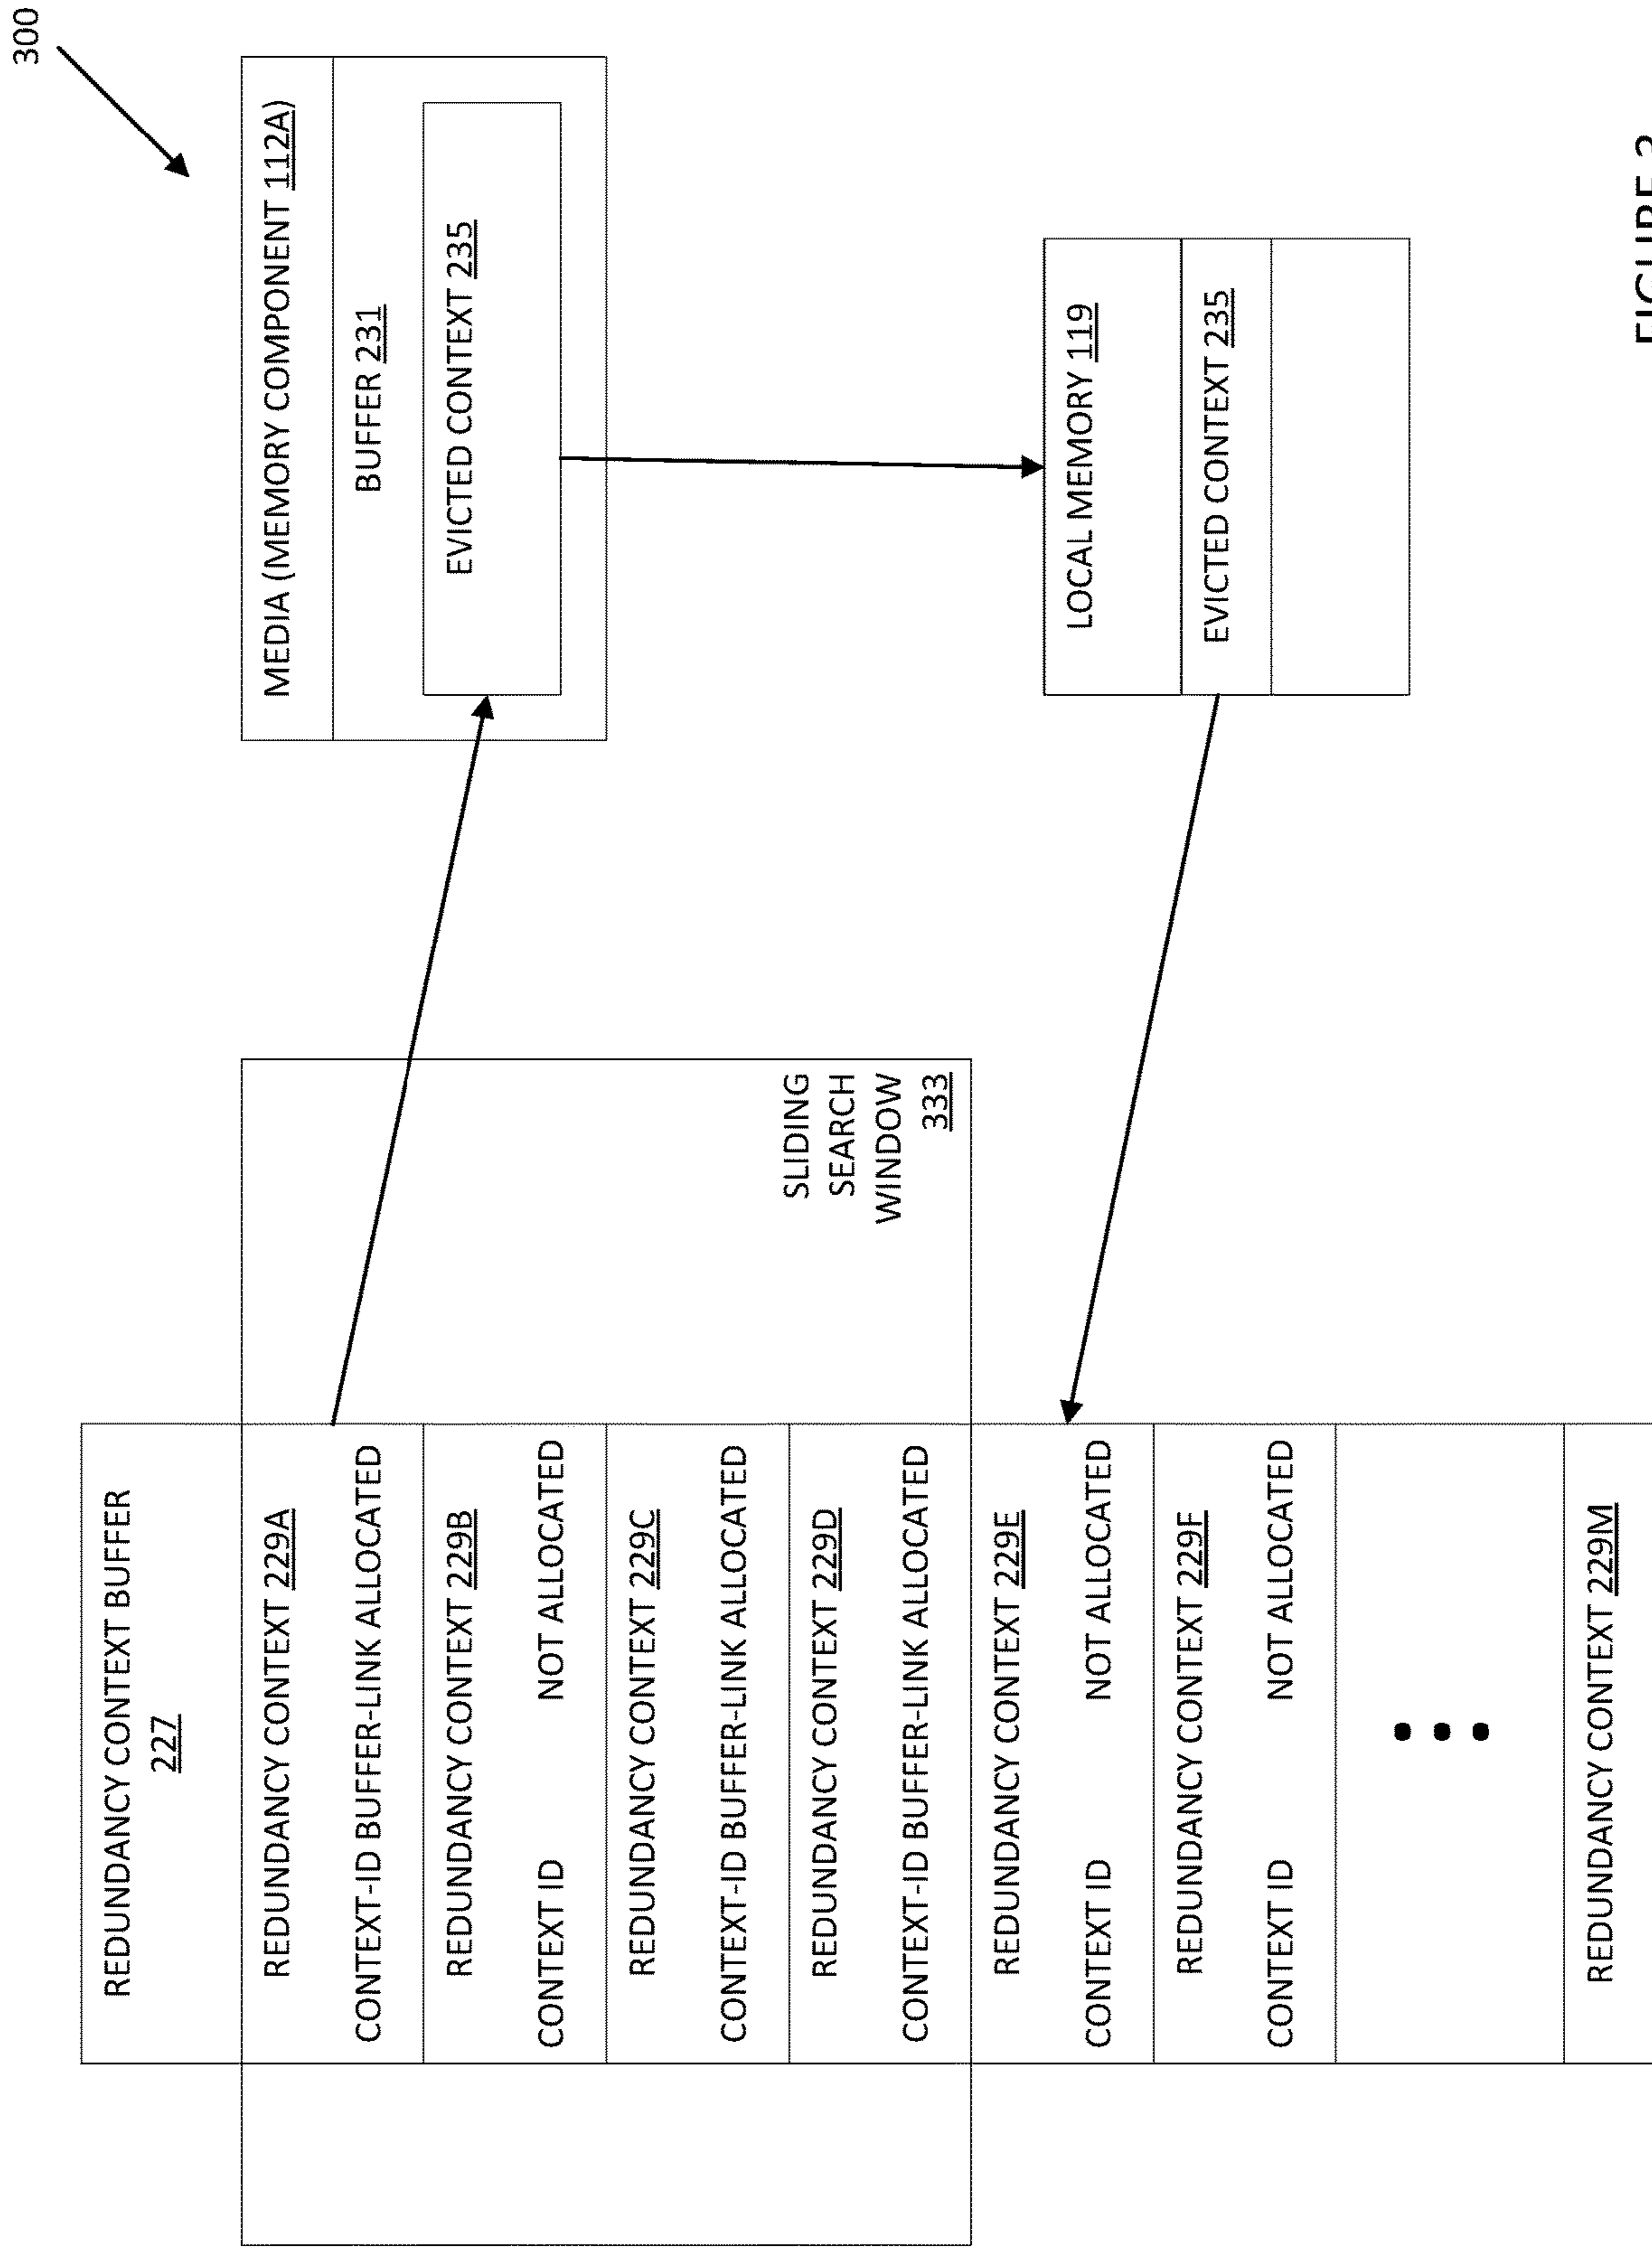 300
REDUNDANCY CONTEXT BUFFER
227
REDUNDANCY CONTEXT 229A
CONTEXT-ID BUFFER-LINK ALLOCATED
REDUNDANCY CONTEXT 229B
CONTEXT ID NOT ALLOCATED
REDUNDANCY CONTEXT 229C
CONTEXT-ID BUFFER-LINK ALLOCATED
REDUNDANCY CONTEXT 229D
CONTEXT-ID BUFFER-LINK ALLOCATED
REDUNDANCY CONTEXT 229E
CONTEXT ID NOT ALLOCATED
REDUNDANCY CONTEXT 229F
CONTEXT ID NOT ALLOCATED
REDUNDANCY CONTEXT 229M
SLIDING
SEARCH
WINDOW
333
MEDIA (MEMORY COMPONENT 112A)
BUFFER 231
EVICTED CONTEXT 235
LOCAL MEMORY 119
EVICTED CONTEXT 235
FIGURE